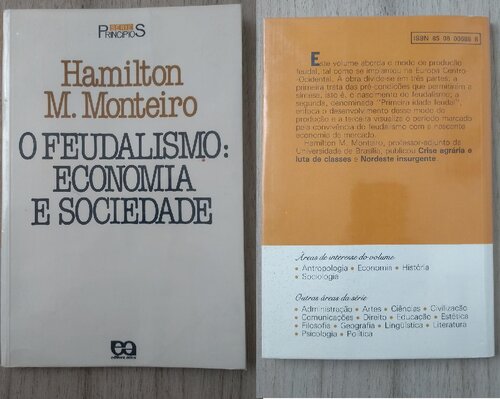 SÉRIE
PRINCÍPIOS
Hamilton
M. Monteiro
O FEUDALISMO:
ECONOMIA
E SOCIEDADE
editora ática
ISBN 85 08 00688 8
Este volume aborda o modo de produção
feudal, tal como se implantou na Europa Centro-
Ocidental. A obra divide-se em três partes: a
primeira trata das pré-condições que permitiram a
síntese, isto é, o nascimento do feudalismo; a
segunda, denominada "Primeira idade feudal",
enfoca o desenvolvimento desse modo de
produção e a terceira visualiza o período marcado
pela convivência do feudalismo com a nascente
economia de mercado.
Hamilton M. Monteiro, professor-adjunto da
Universidade de Brasília, publicou Crise agrária e
luta de classes e Nordeste insurgente.
Áreas de interesse do volume
• Antropologia • Economia • História
• Sociologia
Outras áreas da série
• Administração • Artes • Ciências • Civilização
• Comunicações • Direito • Educação • Estética
• Filosofia • Geografia • Lingüística • Literatura
• Psicologia • Política